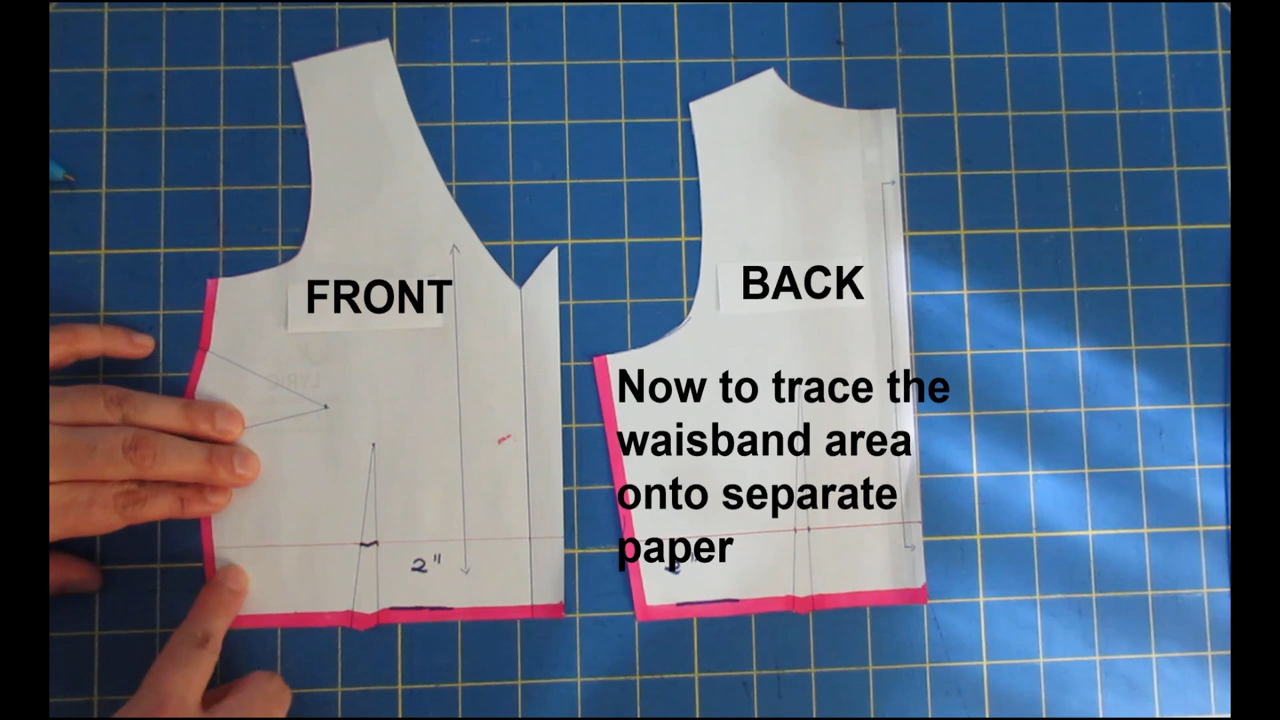 FRONT
BACK
Now to trace the
waisband area
onto separate
paper
2"